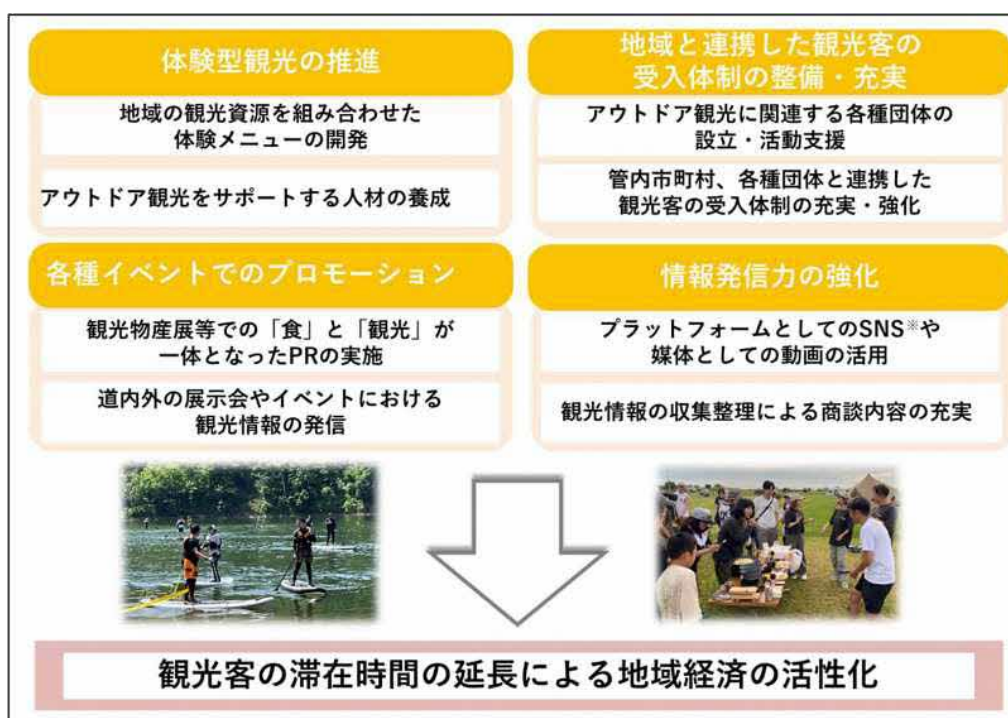 体験型観光の推進
地域の観光資源を組み合わせた
体験メニューの開発
アウトドア観光をサポートする人材の養成
地域と連携した観光客の
受入体制の整備・充実
アウトドア観光に関連する各種団体の
設立・活動支援
管内市町村、各種団体と連携した
観光客の受入体制の充実・強化
各種イベントでのプロモーション
観光物産展等での「食」と「観光」が
一体となったPRの実施
道内外の展示会やイベントにおける
観光情報の発信
情報発信力の強化
プラットフォームとしてのSNS※や
媒体としての動画の活用
観光情報の収集整理による商談内容の充実
観光客の滞在時間の延長による地域経済の活性化